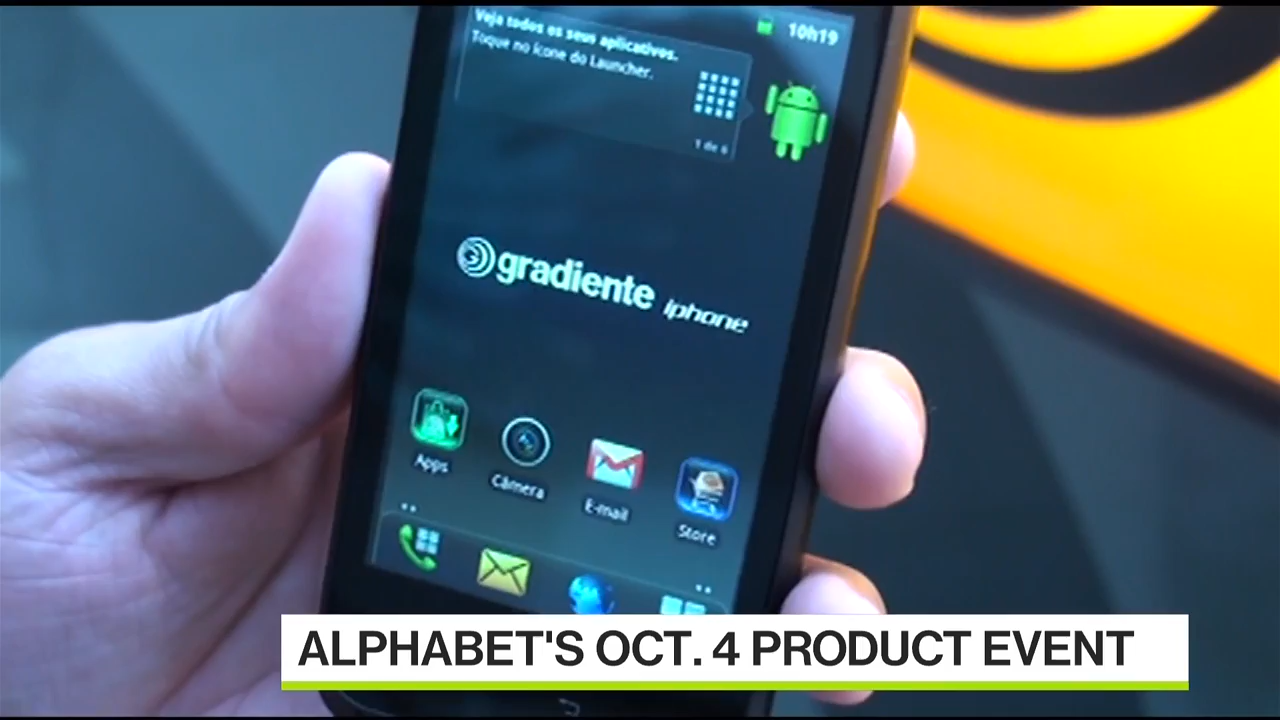 Veja todos os seus aplicativos.
Toque no ícone do Launcher.
10h19
1 de 6
gradiente iphone
Apps
Câmera
E-mail
Store
ALPHABET'S OCT. 4 PRODUCT EVENT